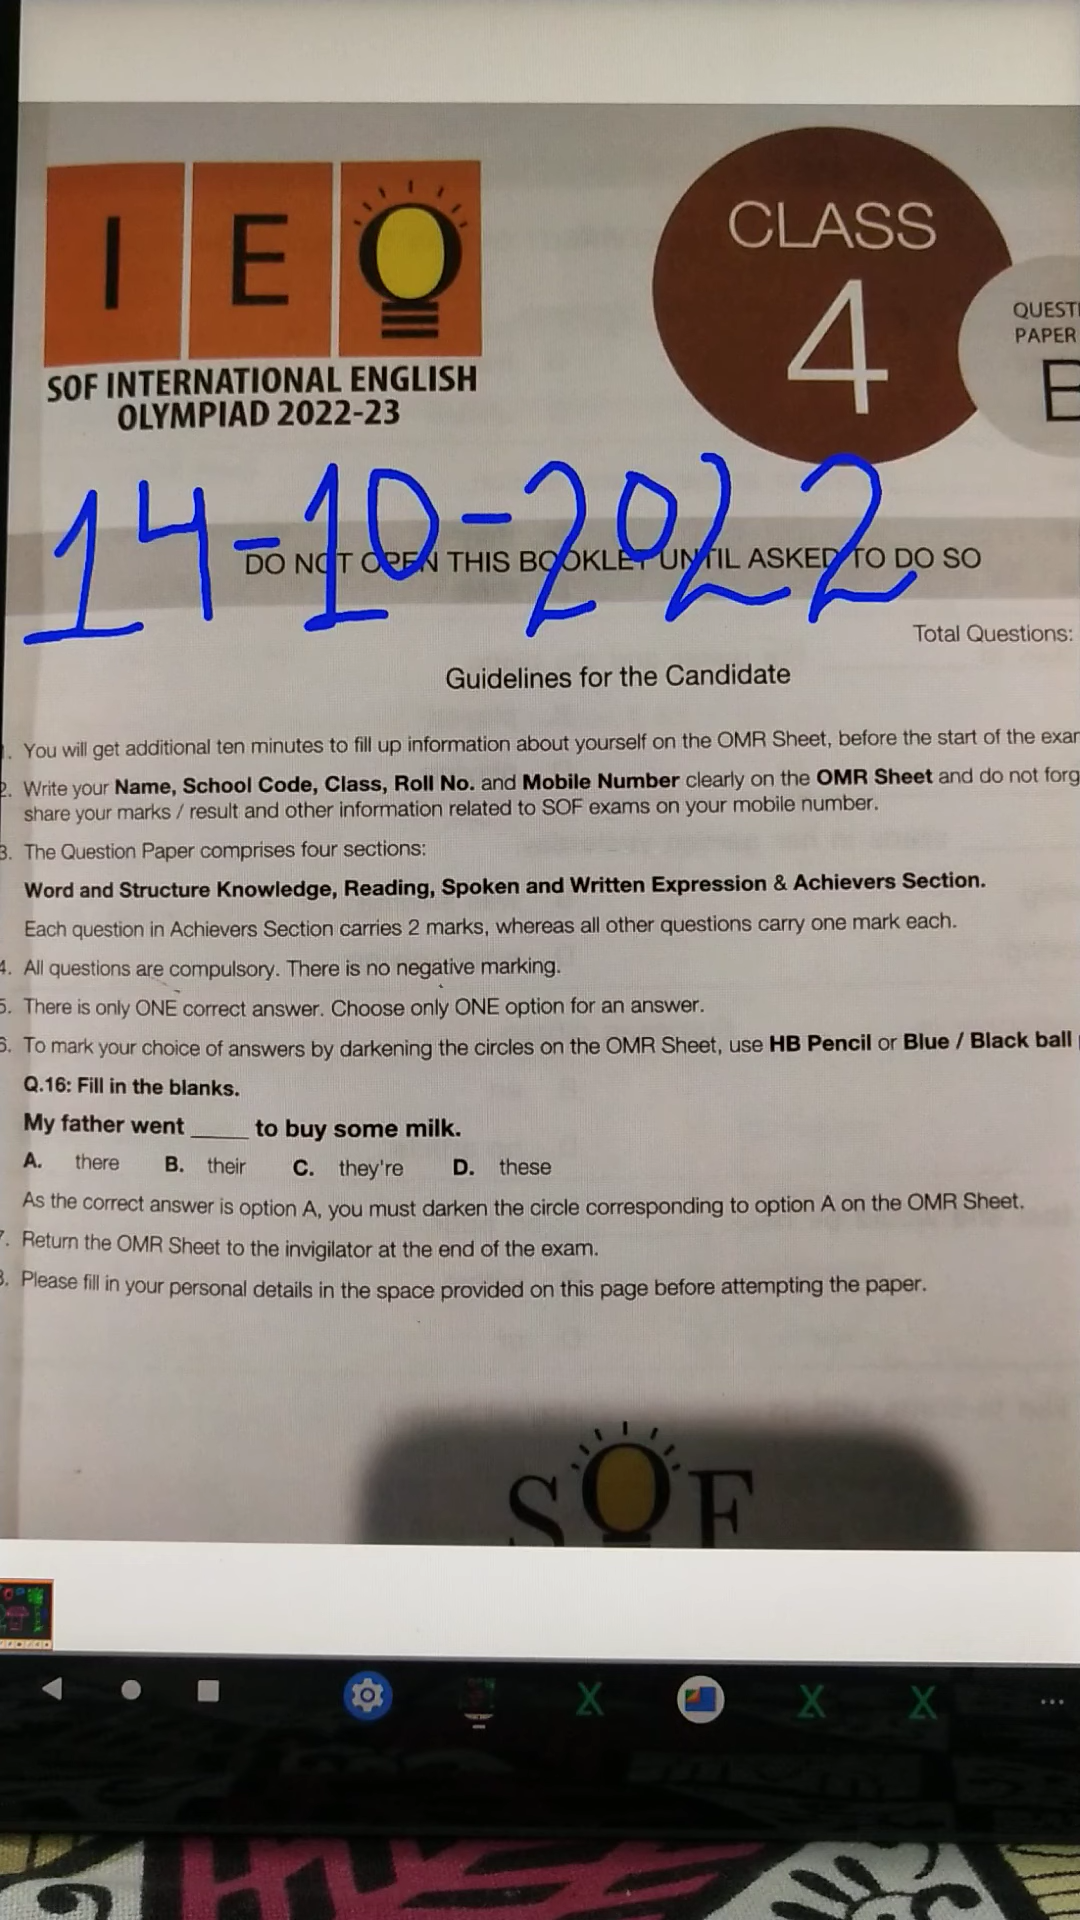 I E O
CLASS
4
QUESTI
PAPER
SOF INTERNATIONAL ENGLISH
OLYMPIAD 2022-23
14-10-2022
DO NOT OPEN THIS BOOKLET UNTIL ASKED TO DO SO
Total Questions:
Guidelines for the Candidate
1. You will get additional ten minutes to fill up information about yourself on the OMR Sheet, before the start of the exam
2. Write your Name, School Code, Class, Roll No. and Mobile Number clearly on the OMR Sheet and do not forg
share your marks / result and other information related to SOF exams on your mobile number.
3. The Question Paper comprises four sections:
Word and Structure Knowledge, Reading, Spoken and Written Expression & Achievers Section.
Each question in Achievers Section carries 2 marks, whereas all other questions carry one mark each.
4. All questions are compulsory. There is no negative marking.
5. There is only ONE correct answer. Choose only ONE option for an answer.
6. To mark your choice of answers by darkening the circles on the OMR Sheet, use HB Pencil or Blue / Black ball
Q.16: Fill in the blanks.
My father went ____ to buy some milk.
A. there B. their C. they're D. these
As the correct answer is option A, you must darken the circle corresponding to option A on the OMR Sheet.
7. Return the OMR Sheet to the invigilator at the end of the exam.
8. Please fill in your personal details in the space provided on this page before attempting the paper.
SOF